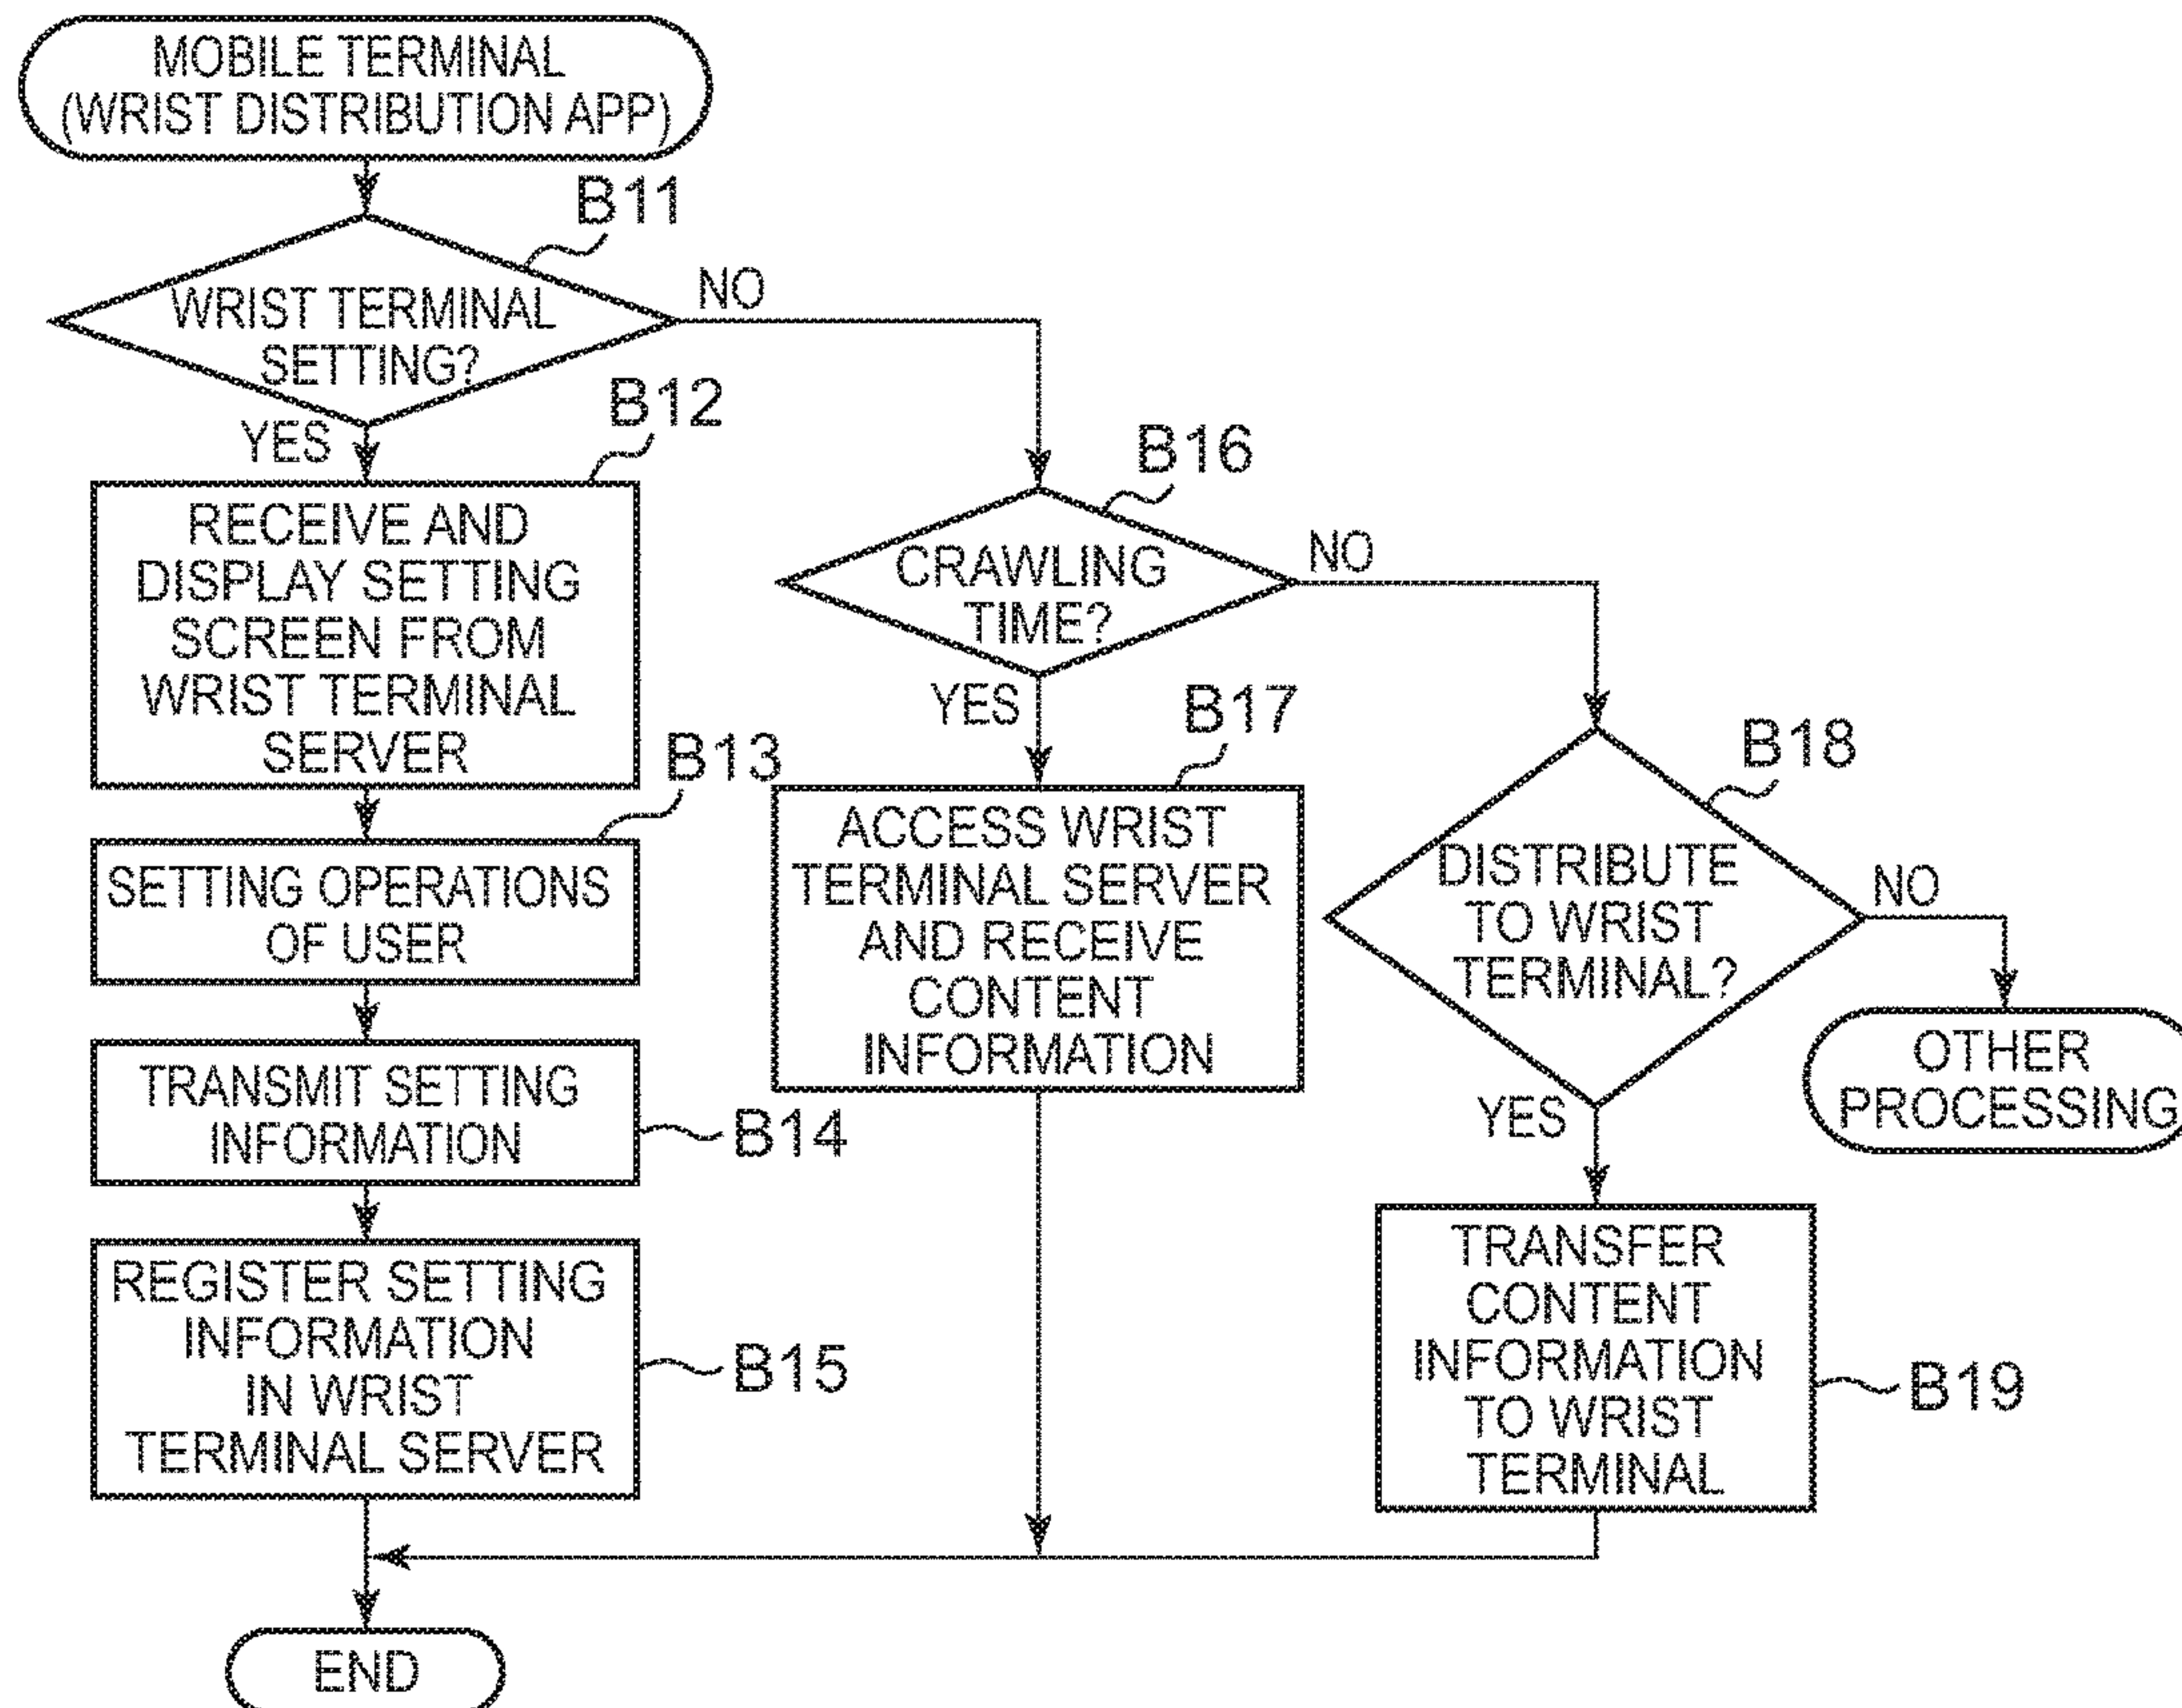 MOBILE TERMINAL
(WRIST DISTRIBUTION APP)
B11
WRIST TERMINAL
SETTING?
NO
YES
B12
RECEIVE AND
DISPLAY SETTING
SCREEN FROM
WRIST TERMINAL
SERVER
B13
SETTING OPERATIONS
OF USER
TRANSMIT SETTING
INFORMATION
B14
REGISTER SETTING
INFORMATION
IN WRIST
TERMINAL SERVER
B15
B16
CRAWLING
TIME?
NO
YES
B17
ACCESS WRIST
TERMINAL SERVER
AND RECEIVE
CONTENT
INFORMATION
B18
DISTRIBUTE
TO WRIST
TERMINAL?
NO
YES
OTHER
PROCESSING
TRANSFER
CONTENT
INFORMATION
TO WRIST
TERMINAL
B19
END